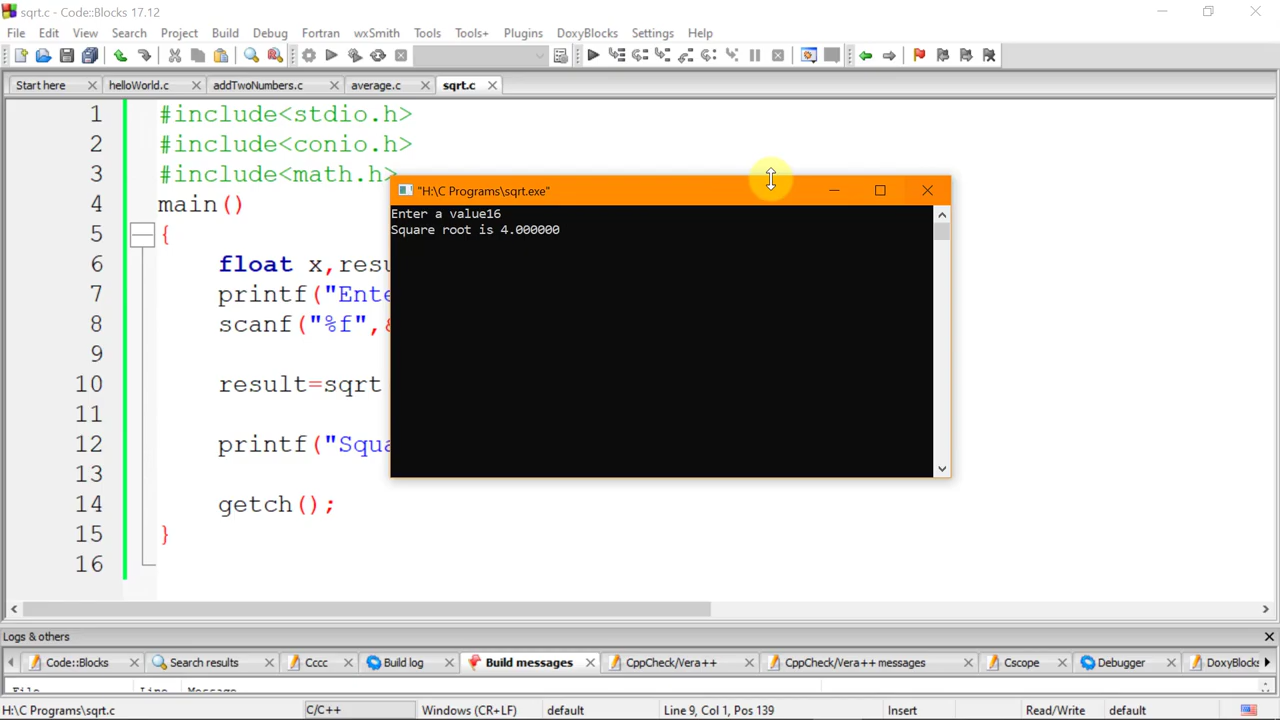 sqrt.c - Code::Blocks 17.12
File Edit View Search Project Build Debug Fortran wxSmith Tools Tools+ Plugins DoxyBlocks Settings Help
Start here helloWorld.c addTwoNumbers.c average.c sqrt.c
1 #include<stdio.h>
2 #include<conio.h>
3 #include<math.h>
4 main()
5 {
6 float x,resu
7 printf("Ente
8 scanf("%f",&
9
10 result=sqrt
11
12 printf("Squa
13
14 getch();
15 }
16
"H:\C Programs\sqrt.exe"
Enter a value16
Square root is 4.000000
Logs & others
Code::Blocks Search results Cccc Build log Build messages CppCheck/Vera++ CppCheck/Vera++ messages Cscope Debugger DoxyBlocks
File Line Message
H:\C Programs\sqrt.c C/C++ Windows (CR+LF) default Line 9, Col 1, Pos 139 Insert Read/Write default